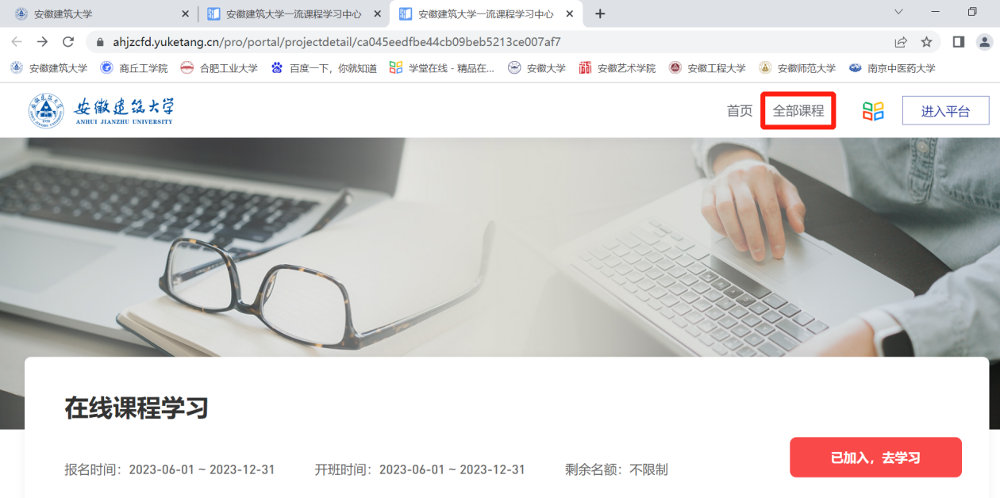 安徽建筑大学
安徽建筑大学一流课程学习中心
安徽建筑大学一流课程学习中心
ahjzcfd.yuketang.cn/pro/portal/projectdetail/ca045eedfbe44cb09beb5213ce007af7
安徽建筑大学 商丘工学院 合肥工业大学 百度一下，你就知道 学堂在线 - 精品在... 安徽大学 安徽艺术学院 安徽工程大学 安徽师范大学 南京中医药大学
安徽建筑大学
ANHUI JIANZHU UNIVERSITY
首页 全部课程 进入平台
在线课程学习
报名时间：2023-06-01 ~ 2023-12-31 开班时间：2023-06-01 ~ 2023-12-31 剩余名额：不限制
已加入，去学习